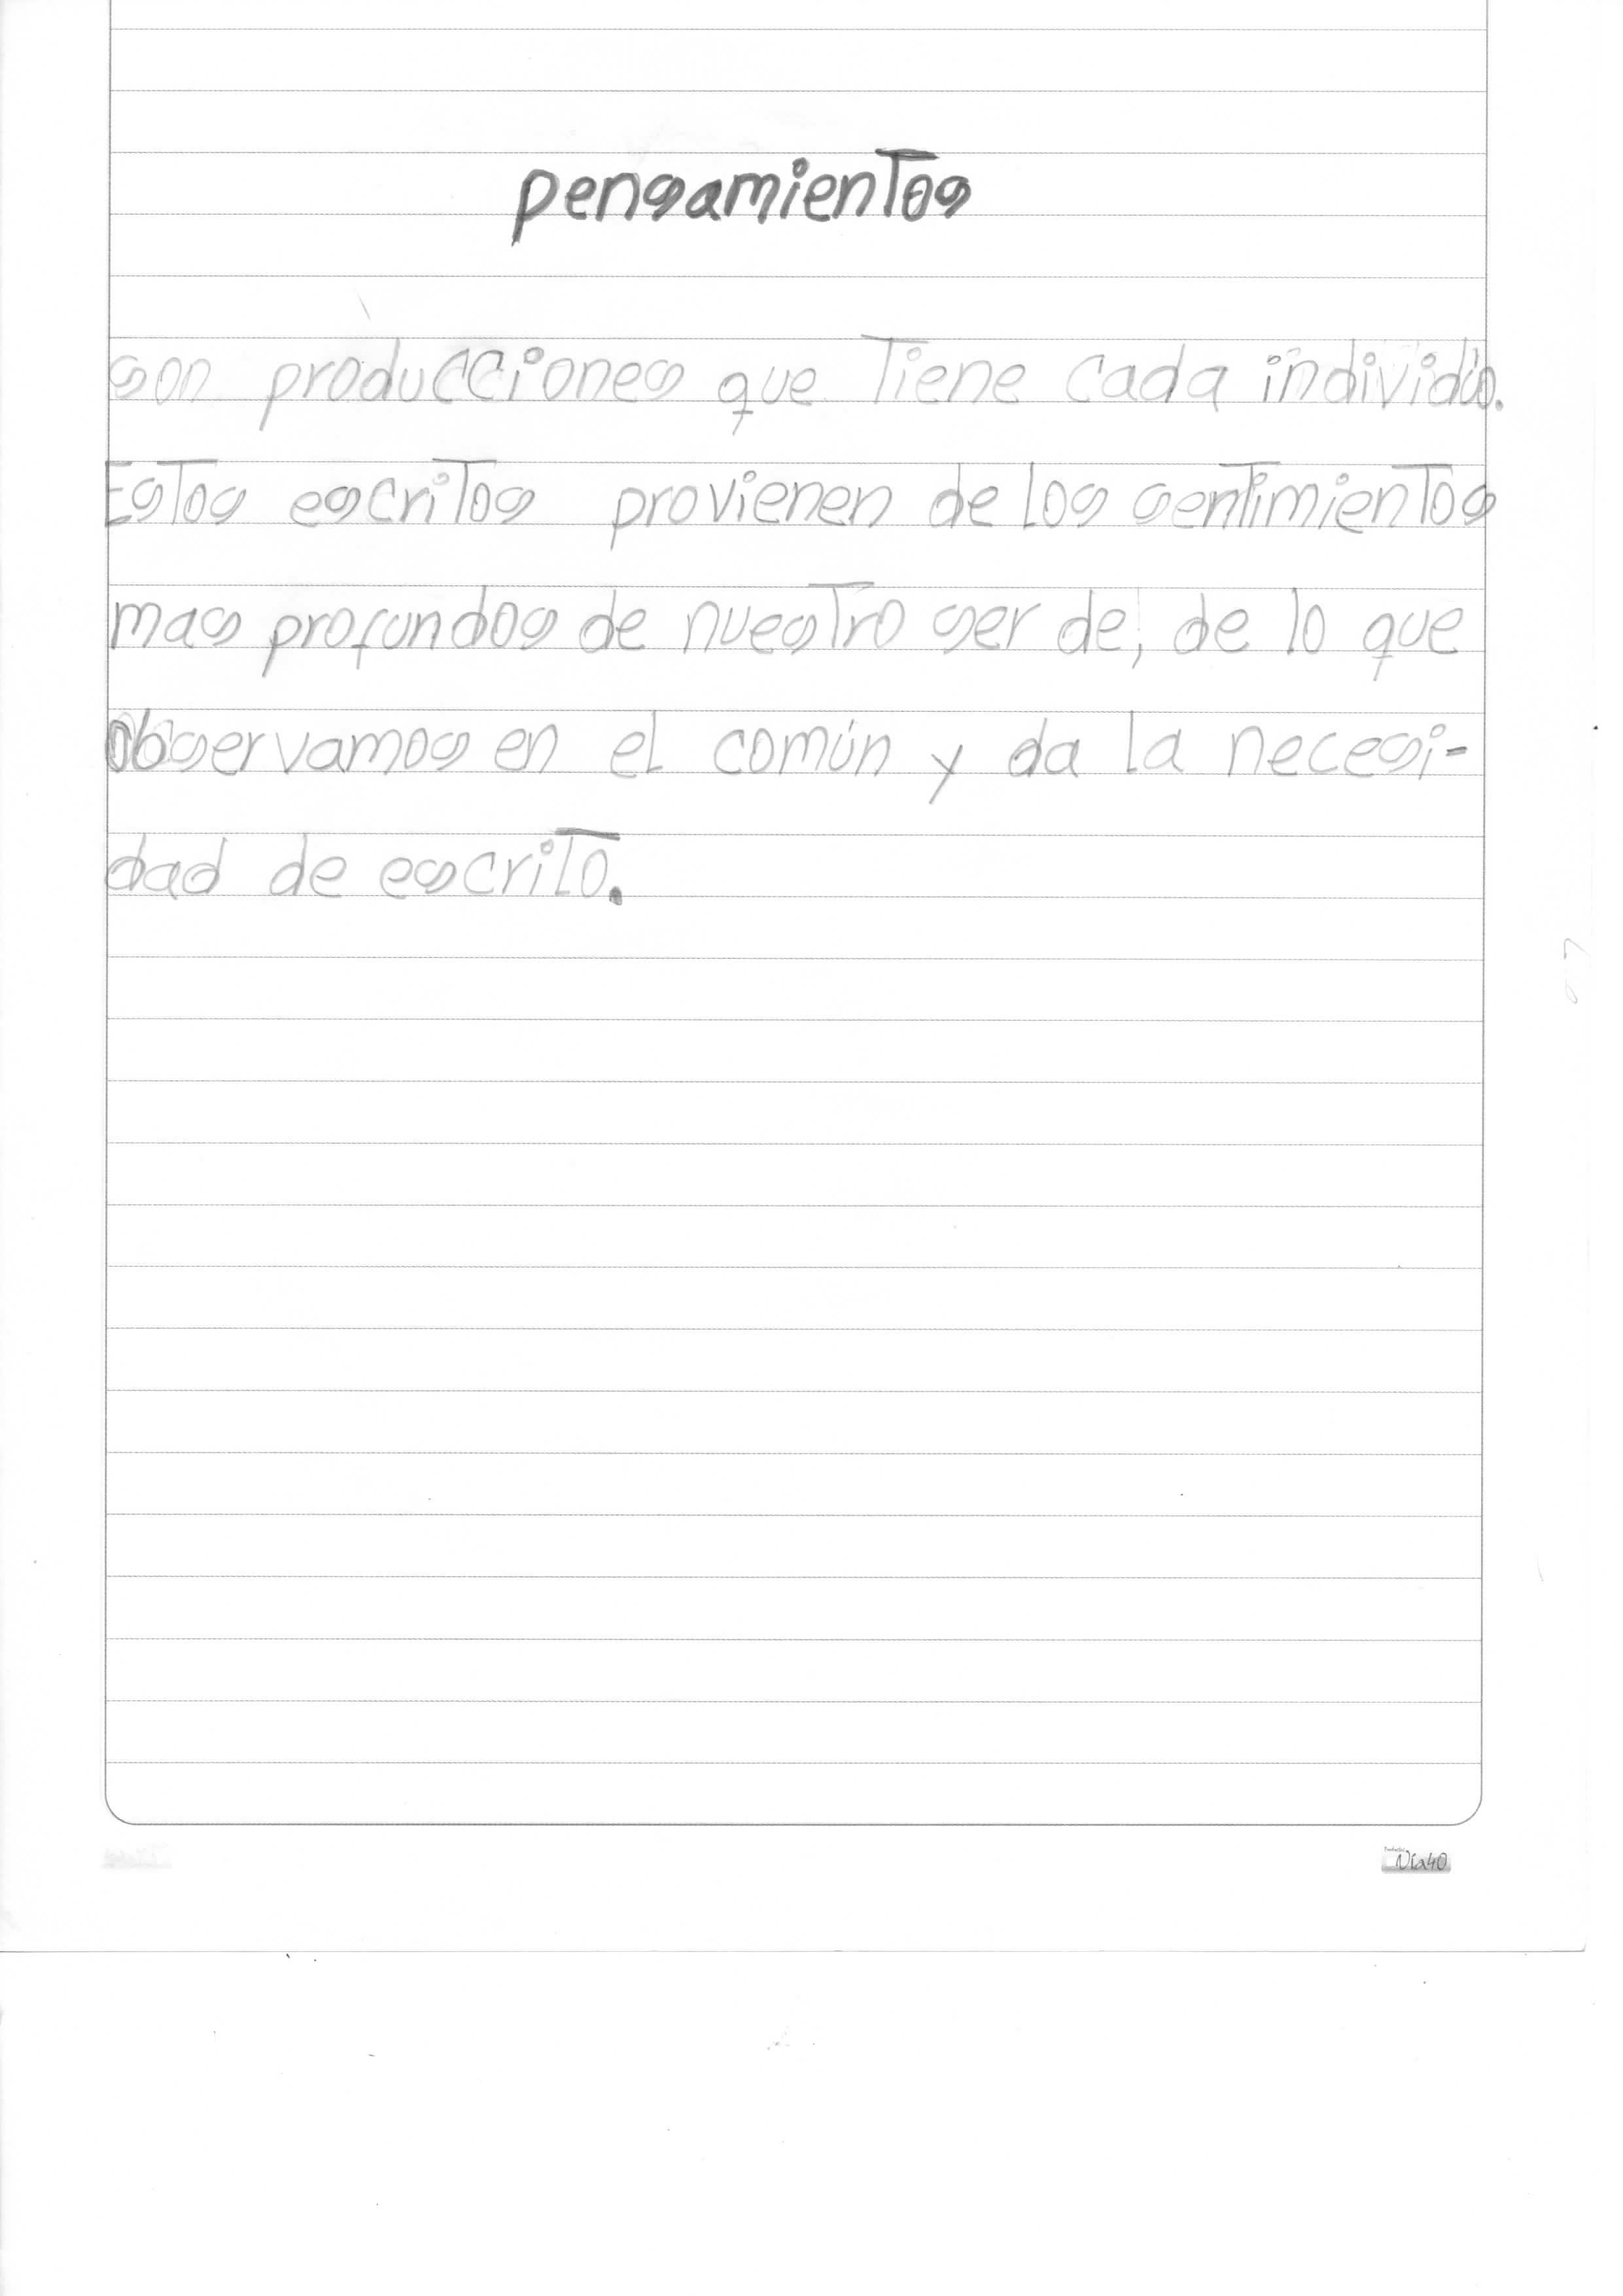 pensamientos
son producciones que Tiene cada individuo.
Estos escritos provienen de los sentimientos
mas profundos de nuestro ser de, de lo que
observamos en el común y da la necesi-
dad de escrito.
Vía40